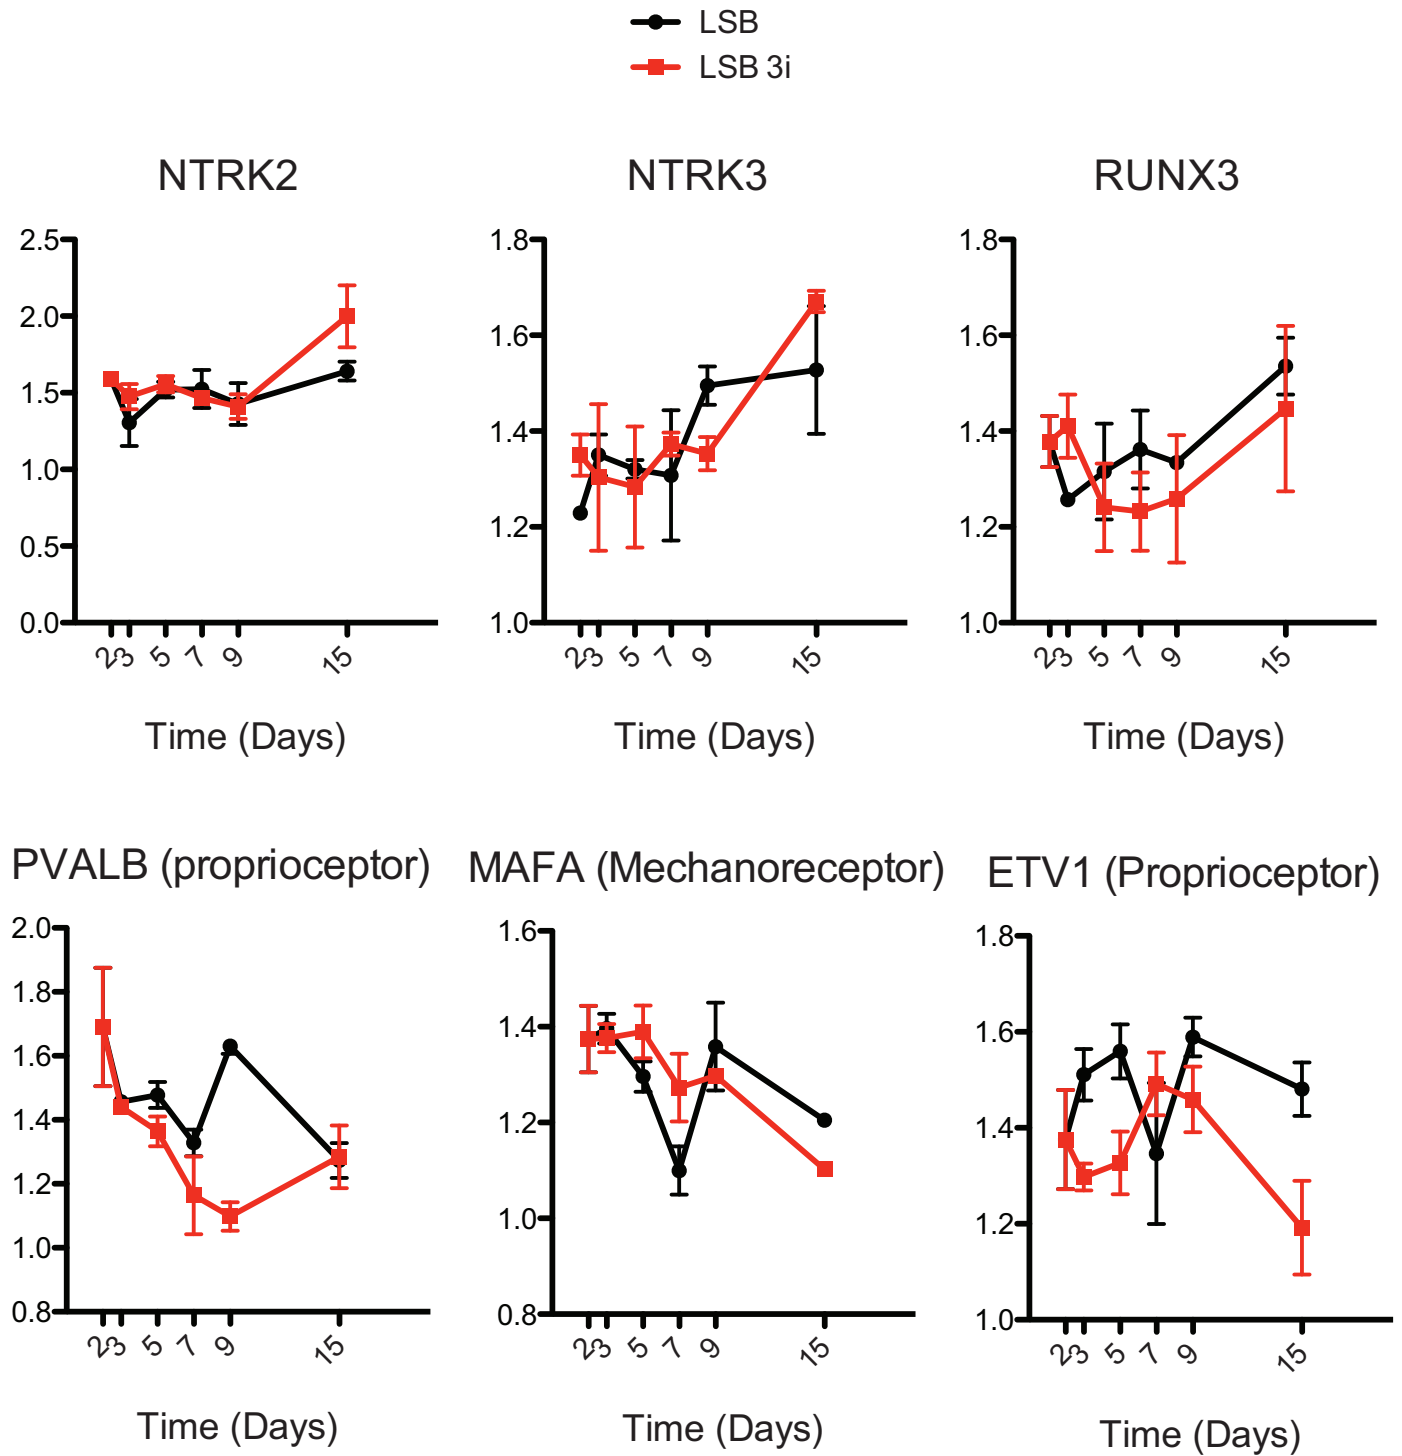 LSB
LSB 3i
NTRK2
NTRK3
RUNX3
2.5
2.0
1.5
1.0
0.5
0.0
2 3 5 7 9 15
Time (Days)
1.8
1.6
1.4
1.2
1.0
2 3 5 7 9 15
Time (Days)
1.8
1.6
1.4
1.2
1.0
2 3 5 7 9 15
Time (Days)
PVALB (proprioceptor)
MAFA (Mechanoreceptor)
ETV1 (Proprioceptor)
2.0
1.8
1.6
1.4
1.2
1.0
0.8
2 3 5 7 9 15
Time (Days)
1.6
1.4
1.2
1.0
0.8
2 3 5 7 9 15
Time (Days)
1.8
1.6
1.4
1.2
1.0
2 3 5 7 9 15
Time (Days)